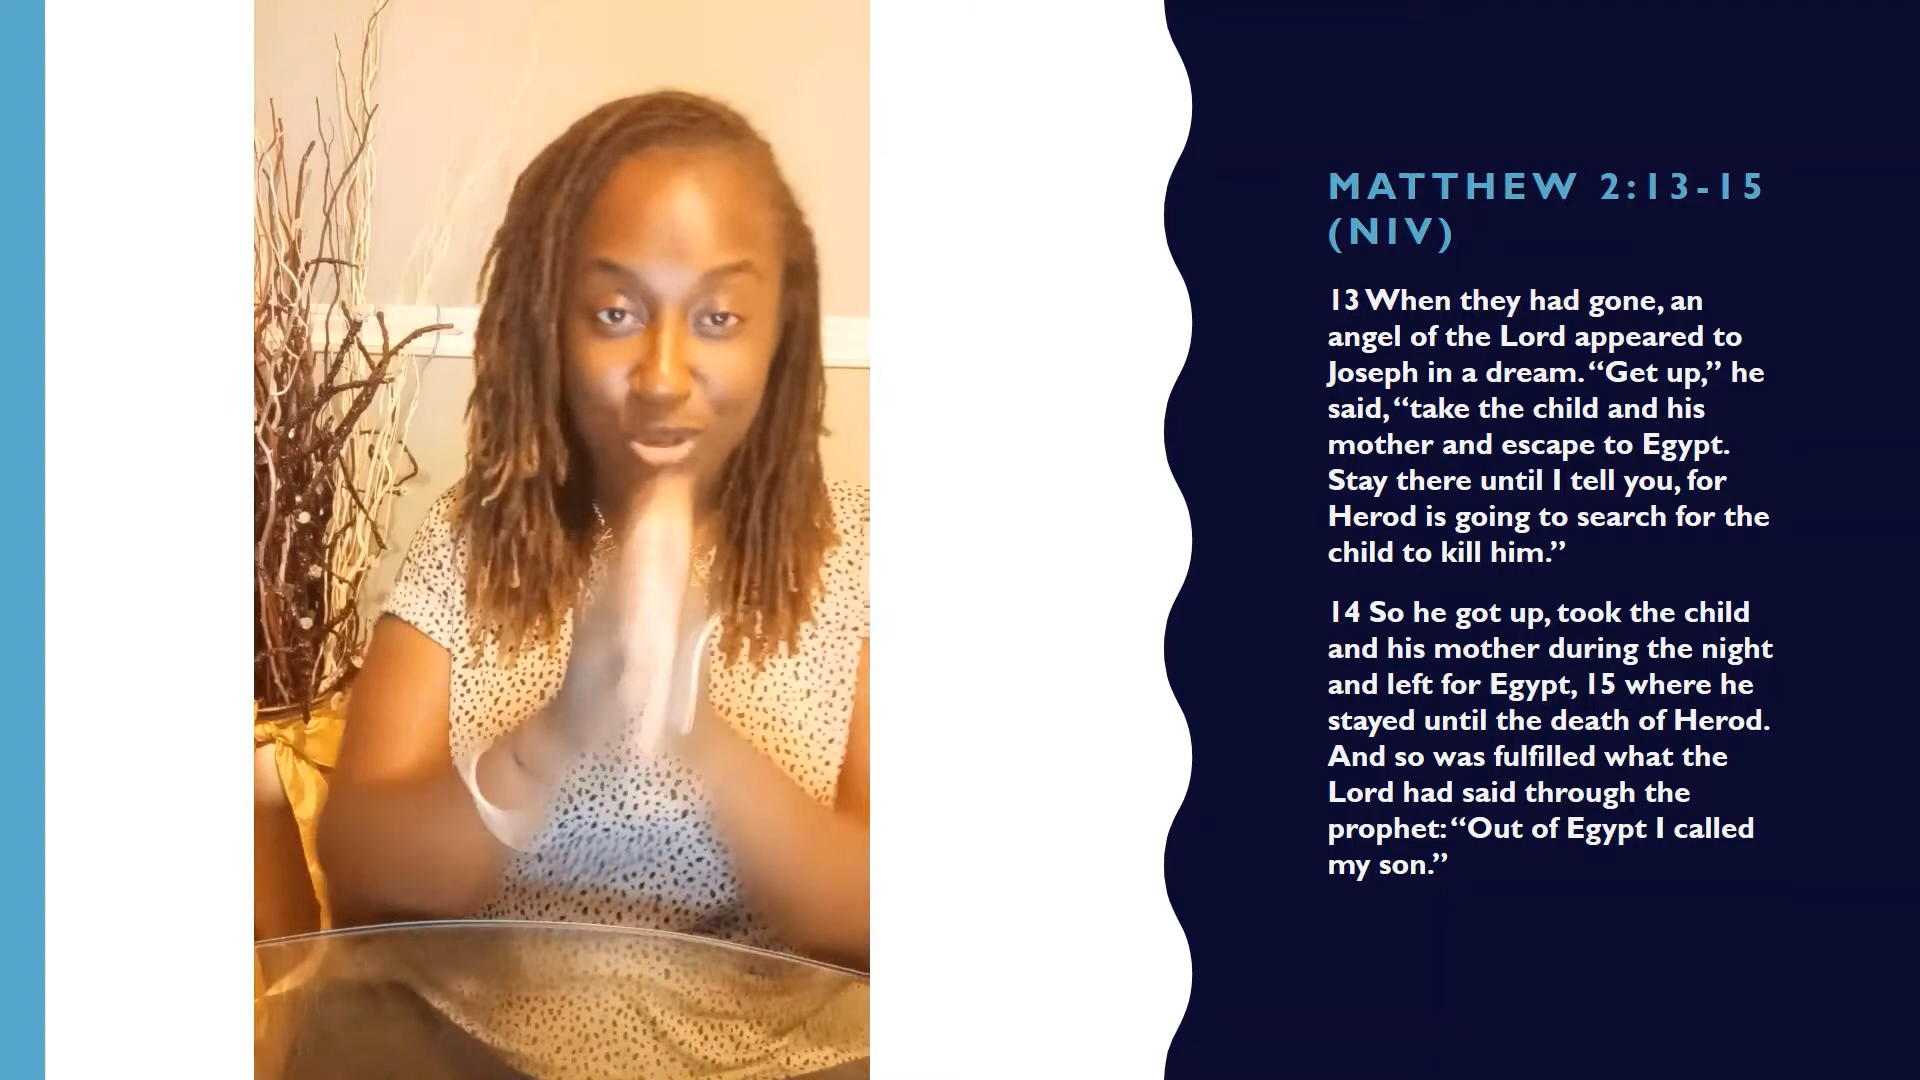 MATTHEW 2:13-15
(NIV)
13 When they had gone, an
angel of the Lord appeared to
Joseph in a dream. “Get up,” he
said, “take the child and his
mother and escape to Egypt.
Stay there until I tell you, for
Herod is going to search for the
child to kill him.”
14 So he got up, took the child
and his mother during the night
and left for Egypt, 15 where he
stayed until the death of Herod.
And so was fulfilled what the
Lord had said through the
prophet: “Out of Egypt I called
my son.”